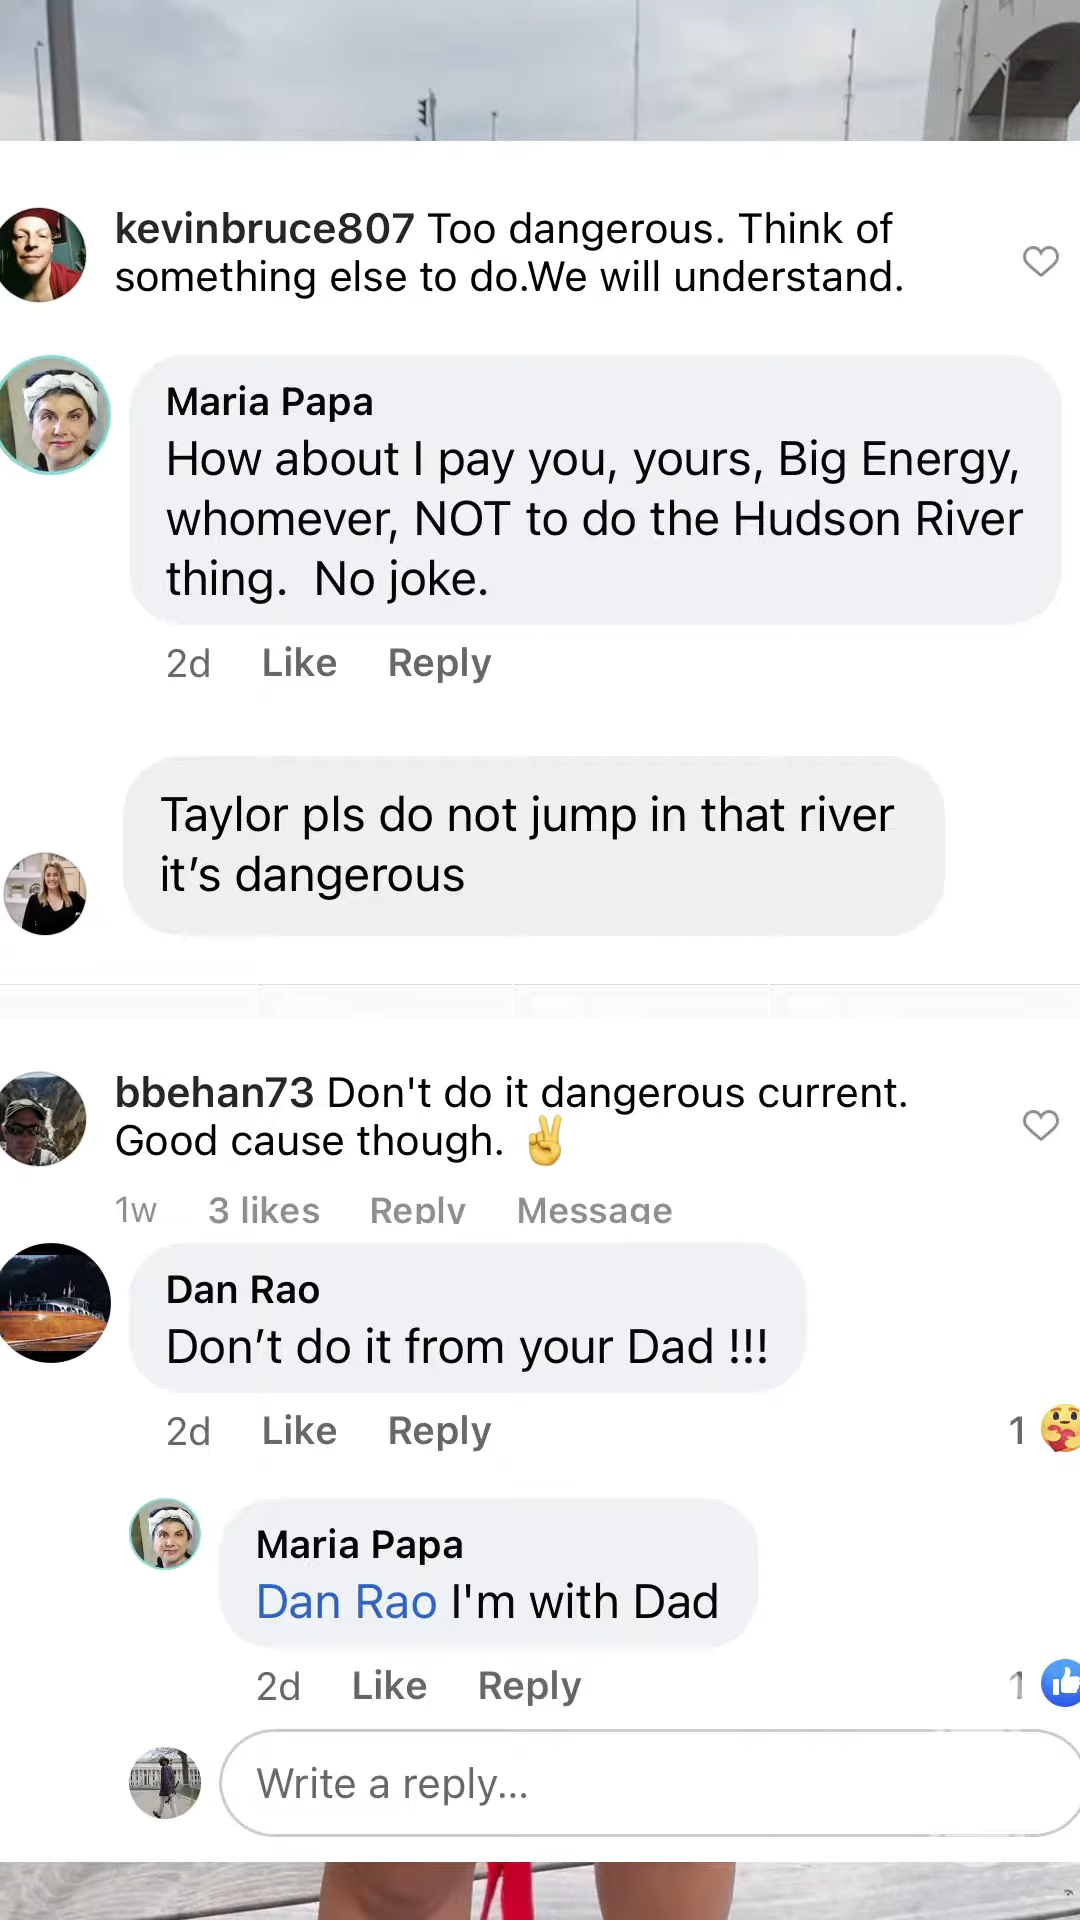 kevinbruce807 Too dangerous. Think of
something else to do.We will understand.
Maria Papa
How about I pay you, yours, Big Energy,
whomever, NOT to do the Hudson River
thing.  No joke.
2d Like Reply
Taylor pls do not jump in that river
it’s dangerous
bbehan73 Don't do it dangerous current.
Good cause though. ✌️
1w 3 likes Reply Message
Dan Rao
Don’t do it from your Dad !!!
2d Like Reply 1
Maria Papa
Dan Rao I'm with Dad
2d Like Reply 1
Write a reply...